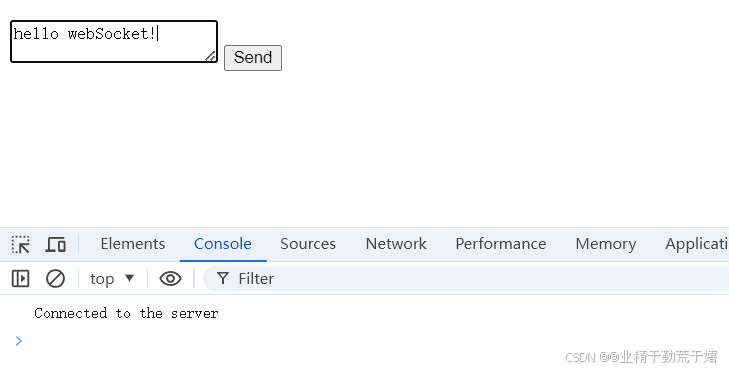 hello webSocket!
Send
Elements Console Sources Network Performance Memory Applicati
top Filter
Connected to the server
CSDN @@业精于勤荒于嬉